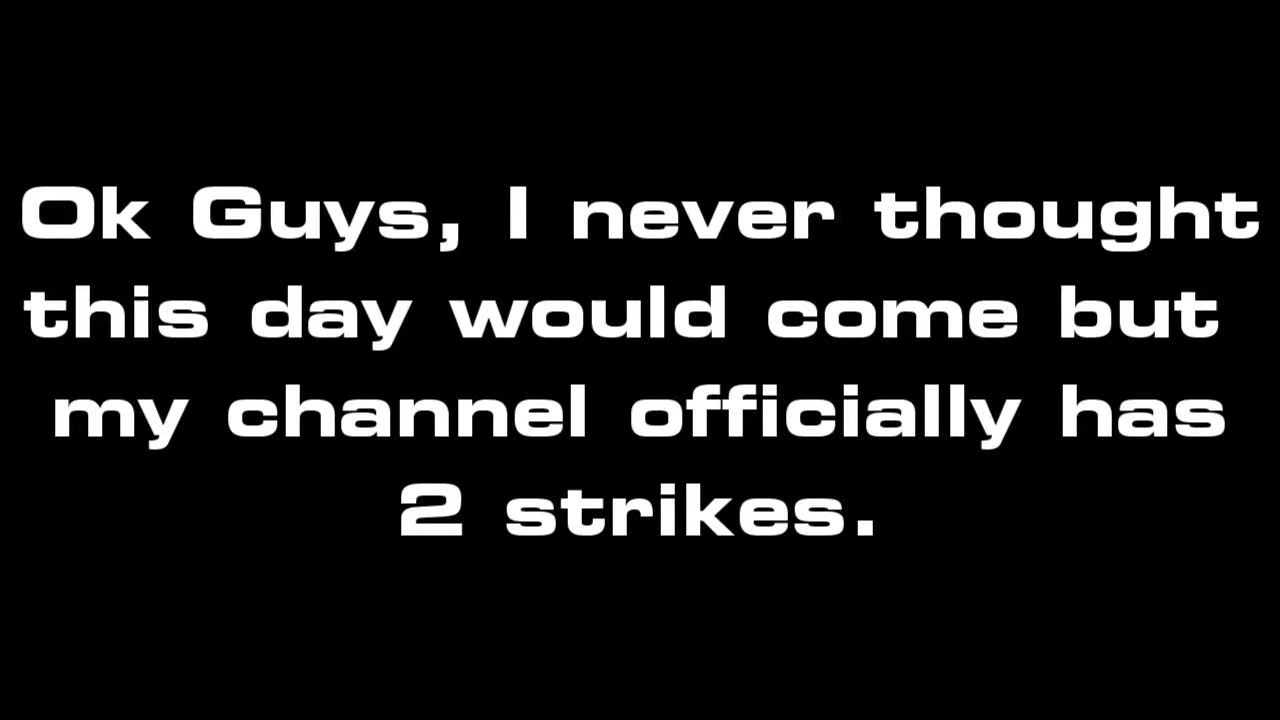 Ok Guys, I never thought
this day would come but
my channel officially has
2 strikes.